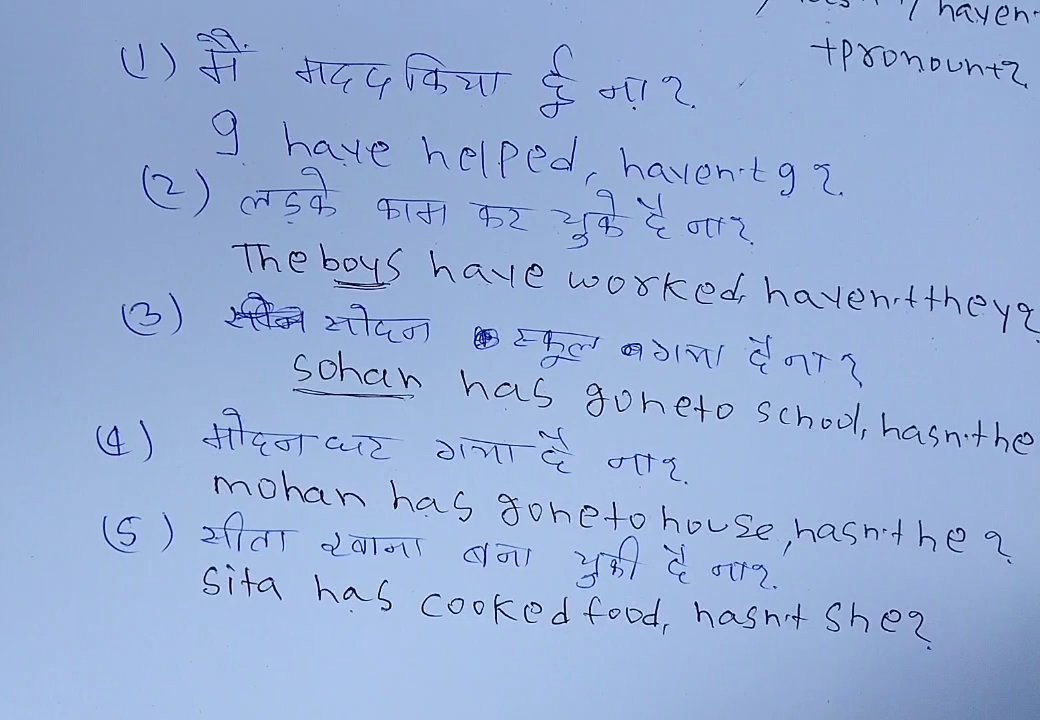 haven
+pronoun+?
(1) मैं मदद किया हूँ ना?
I have helped, haven't I?
(2) लड़के काम कर चुके है ना?
The boys have worked, haven't they?
(3) सोहन स्कूल गया है ना?
Sohan has gone to school, hasn't he
(4) मोहन घर गया है ना?
mohan has gone to house, hasn't he?
(5) सीता खाना बना चुकी है ना?
Sita has cooked food, hasn't She?